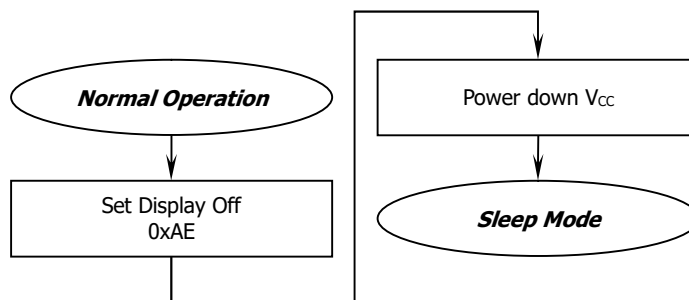 Normal Operation
Set Display Off
0xAE
Power down VCC
Sleep Mode